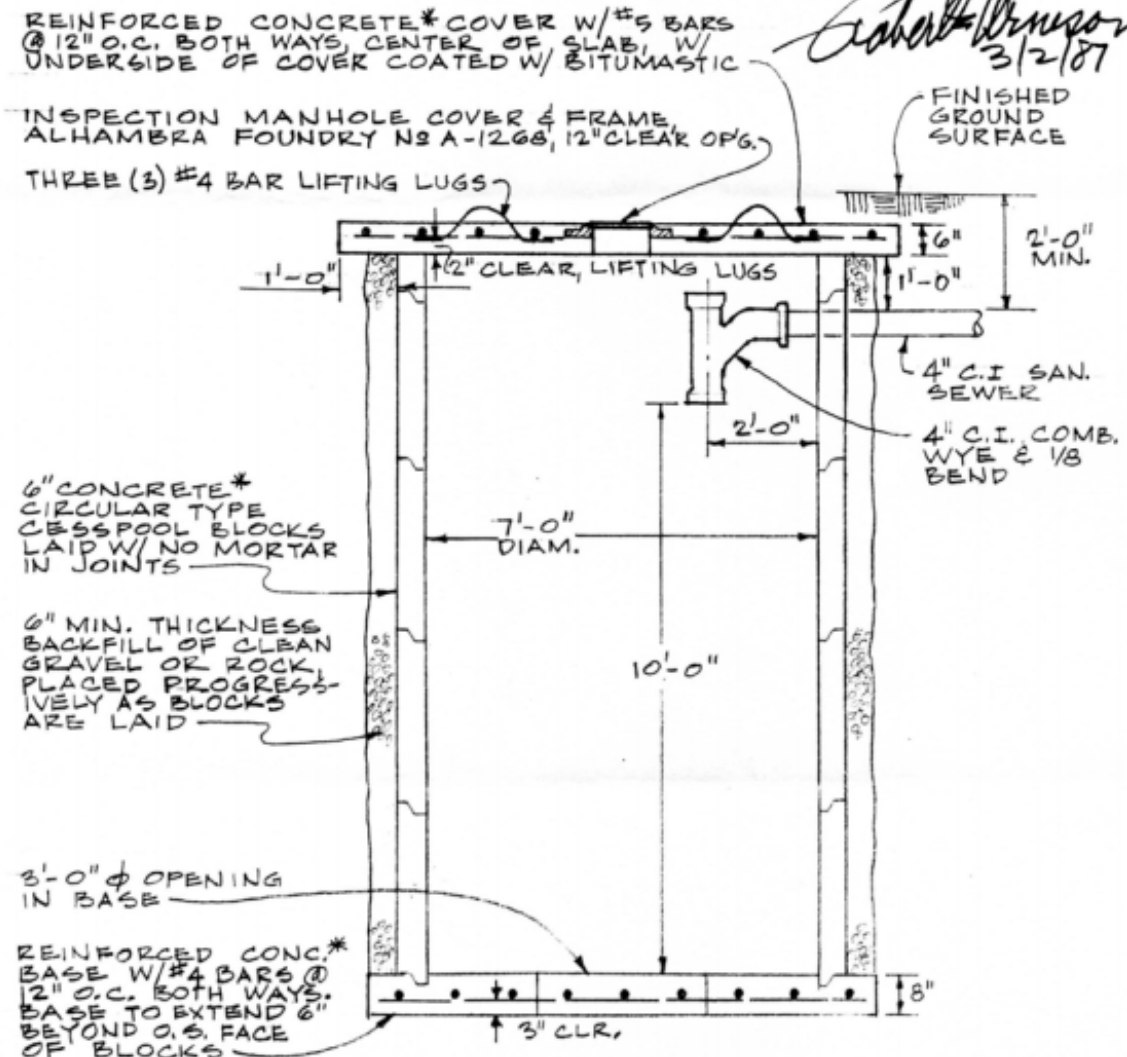 REINFORCED CONCRETE* COVER W/#5 BARS
@ 12" O.C. BOTH WAYS, CENTER OF SLAB, W/
UNDERSIDE OF COVER COATED W/ BITUMASTIC
3/2/87
INSPECTION MANHOLE COVER & FRAME,
ALHAMBRA FOUNDRY Nº A-1268, 12" CLEAR OP'G.
THREE (3) #4 BAR LIFTING LUGS
FINISHED
GROUND
SURFACE
6"
2'-0"
MIN.
1'-0"
2" CLEAR, LIFTING LUGS
1'-0"
4" C.I SAN.
SEWER
4" C.I. COMB.
WYE & 1/8
BEND
2'-0"
6" CONCRETE*
CIRCULAR TYPE
CESSPOOL BLOCKS
LAID W/ NO MORTAR
IN JOINTS
7'-0"
DIAM.
6" MIN. THICKNESS
BACKFILL OF CLEAN
GRAVEL OR ROCK,
PLACED PROGRESS-
IVELY AS BLOCKS
ARE LAID
10'-0"
3'-0" ϕ OPENING
IN BASE
REINFORCED CONC.*
BASE W/#4 BARS @
12" O.C. BOTH WAYS.
BASE TO EXTEND 6"
BEYOND O.S. FACE
OF BLOCKS
8"
3" CLR.